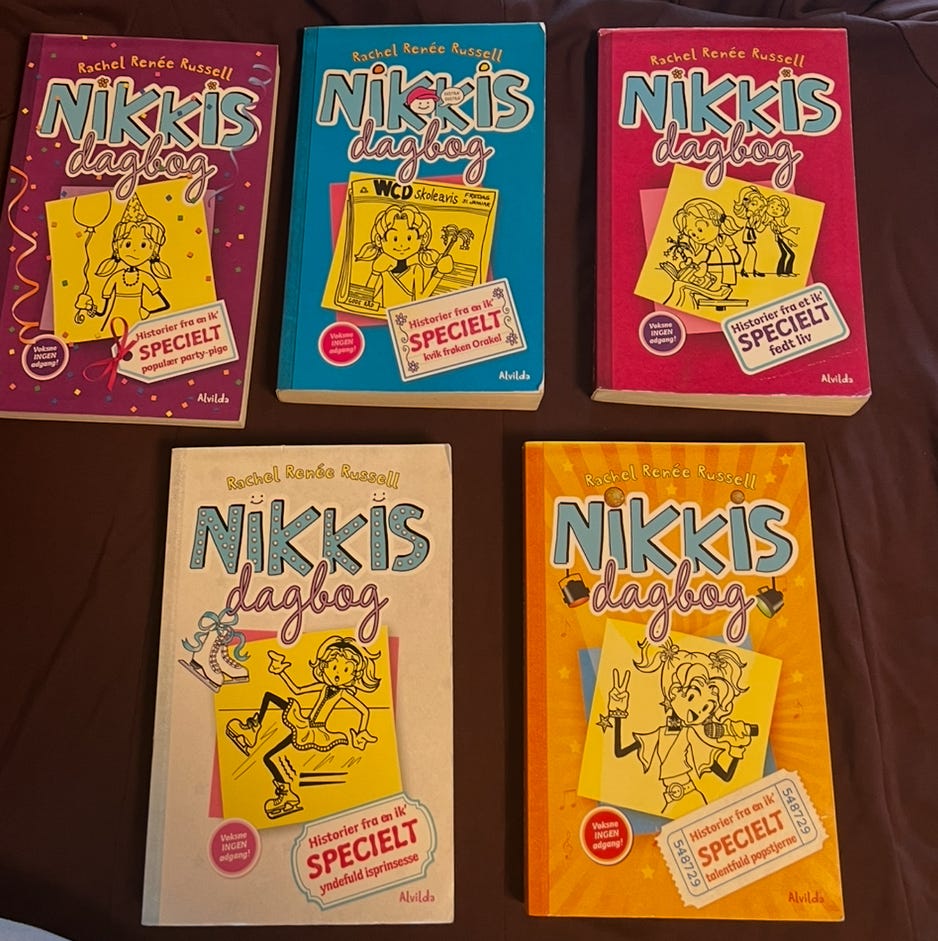 Rachel Renée Russell
NIKKIS
dagbog
Voksne
INGEN
adgang!
Historier fra en ik'
SPECIELT
populær party-pige
Alvilda
Rachel Renée Russell
NIKKIS
dagbog
WCD skoleavis FREDAG
31. JANUAR
Voksne
INGEN
adgang!
Historier fra en ik'
SPECIELT
kvik frøken Orakel
Alvilda
Rachel Renée Russell
NIKKIS
dagbog
Voksne
INGEN
adgang!
Historier fra et ik'
SPECIELT
fedt liv
Alvilda
Rachel Renée Russell
NIKKIS
dagbog
Voksne
INGEN
adgang!
Historier fra en ik'
SPECIELT
yndefuld isprinsesse
Alvilda
Rachel Renée Russell
NIKKIS
dagbog
Voksne
INGEN
adgang!
548729
Historier fra en ik'
SPECIELT
talentfuld popstjerne
548729
Alvilda